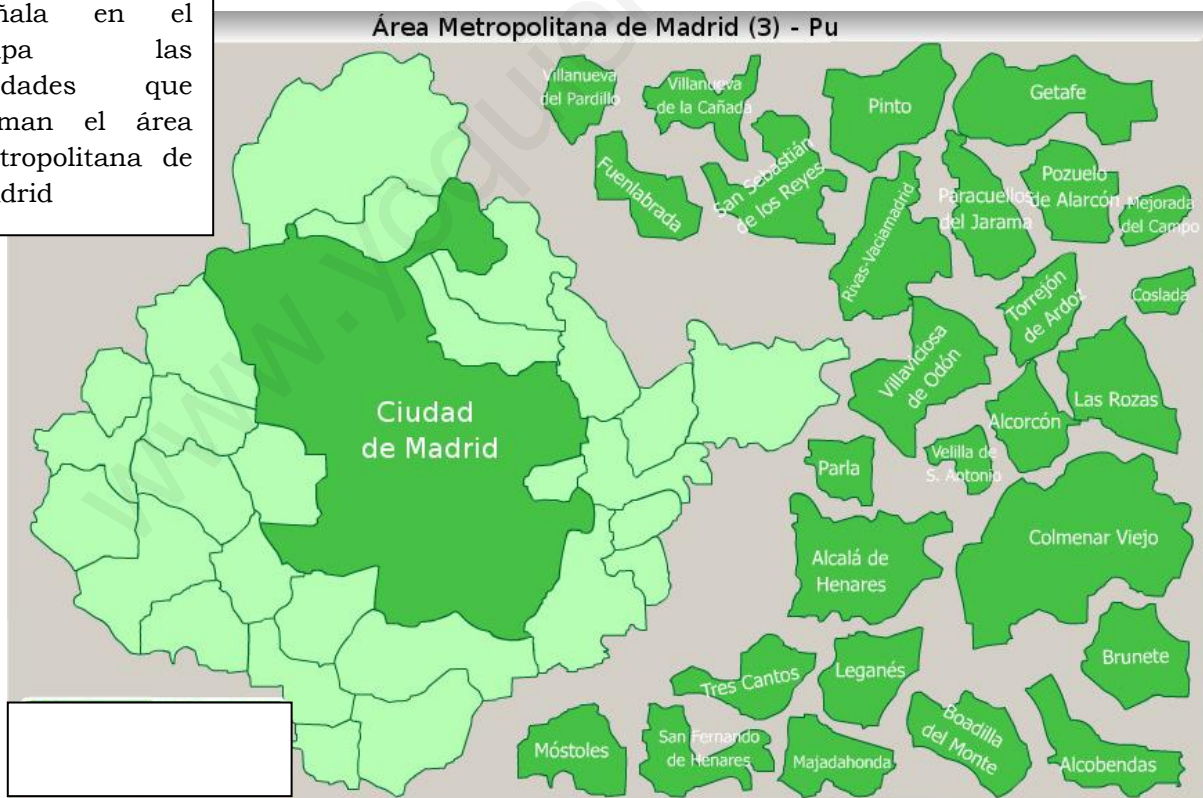 ñala en el
pa las
dades que
man el área
tropolitana de
drid
Área Metropolitana de Madrid (3) - Pu
Villanueva
del Pardillo
Villanueva
de la Cañada
Pinto
Getafe
Fuenlabrada
San Sebastián
de los Reyes
Rivas-Vaciamadrid
Paracuellos
del Jarama
Pozuelo
de Alarcón
Mejorada
del Campo
Torrejón
de Ardoz
Coslada
Villaviciosa
de Odón
Las Rozas
Alcorcón
Ciudad
de Madrid
Parla
Velilla de
S. Antonio
Colmenar Viejo
Alcalá de
Henares
Brunete
Tres Cantos
Leganés
Móstoles
San Fernando
de Henares
Majadahonda
Boadilla
del Monte
Alcobendas